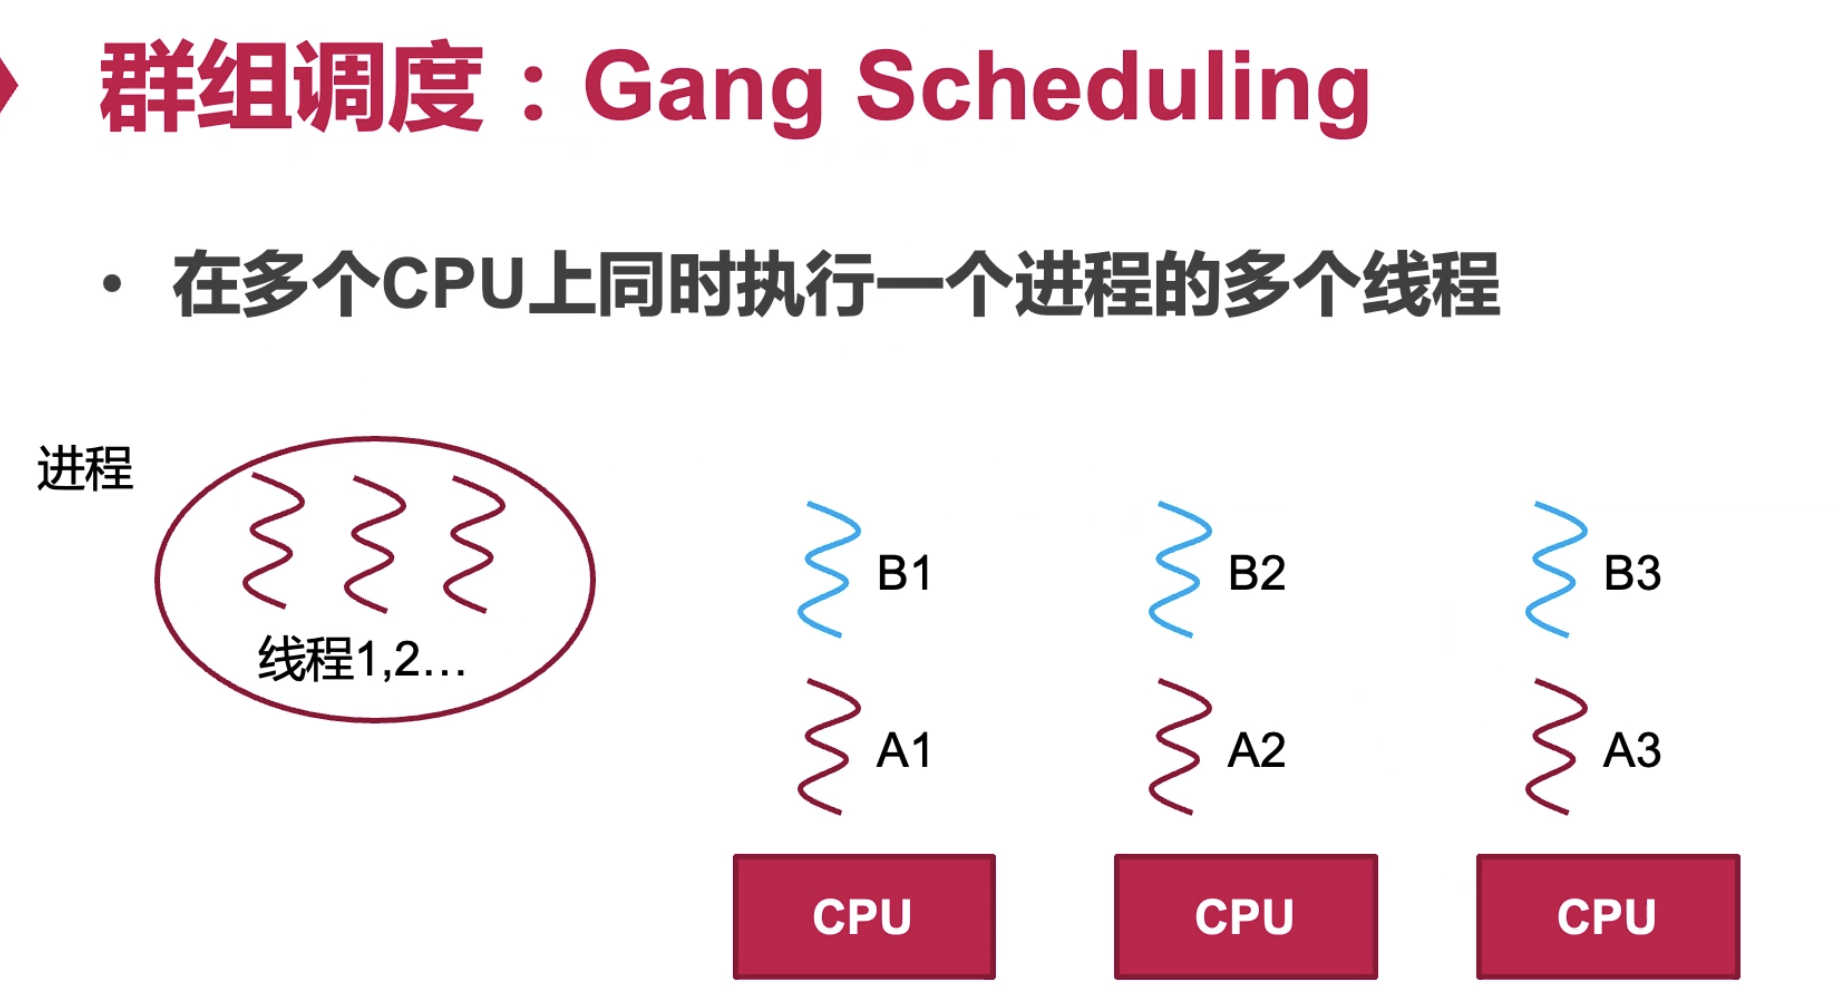 群组调度：Gang Scheduling
• 在多个CPU上同时执行一个进程的多个线程
进程
线程1,2…
B1 B2 B3
A1 A2 A3
CPU CPU CPU